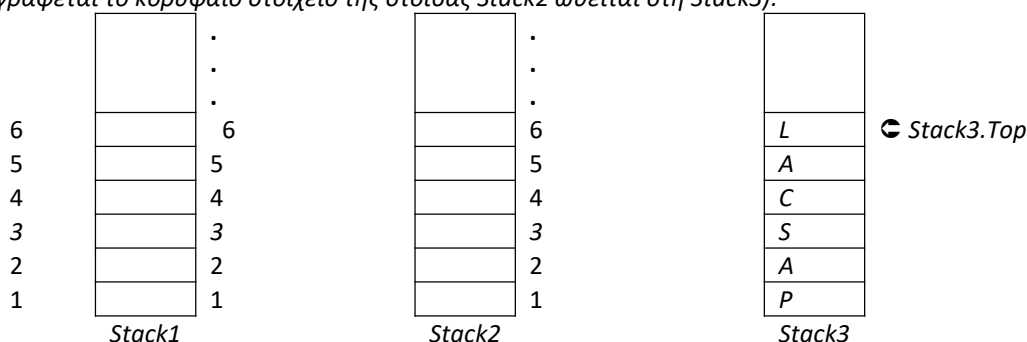 γράφεται το κορυφαίο στοιχείο της στοίβας Stack2 ωθείται στη Stack3).
. .
. .
. .
6 6 6 L ➲ Stack3.Top
5 5 5 A
4 4 4 C
3 3 3 S
2 2 2 A
1 1 1 P
Stack1 Stack2 Stack3